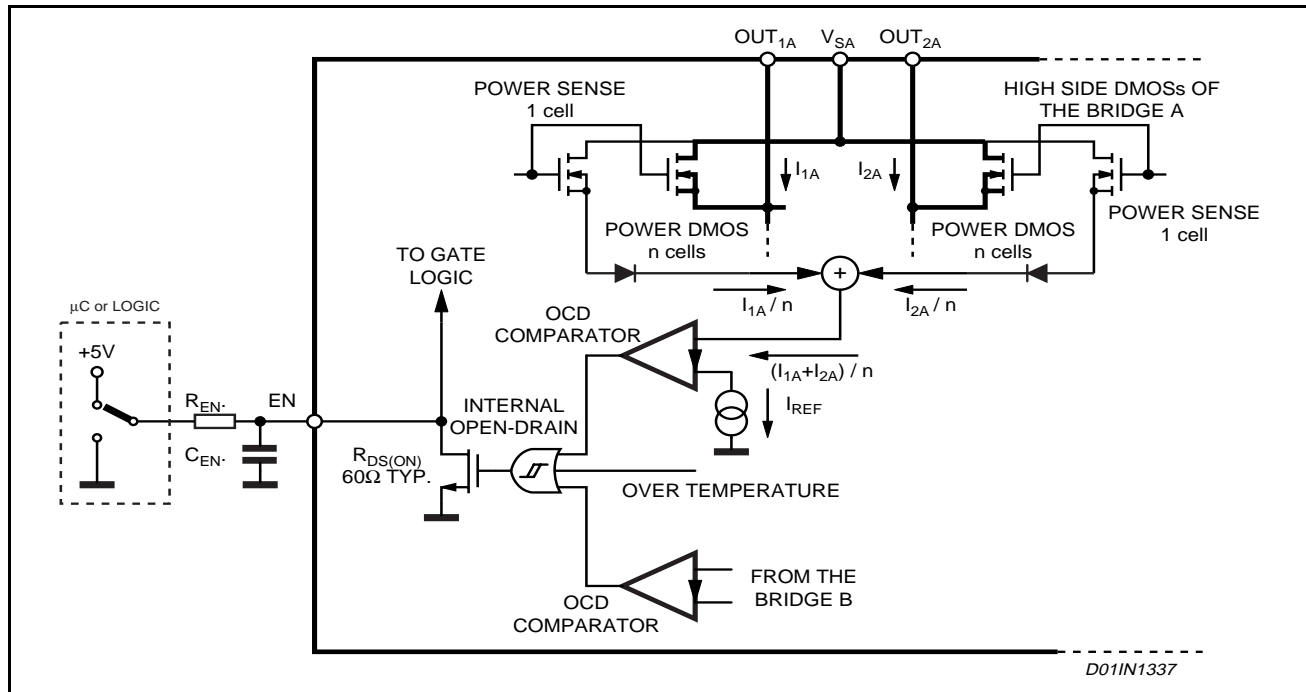 OUT1A VSA OUT2A
POWER SENSE
1 cell
HIGH SIDE DMOSs OF
THE BRIDGE A
I1A
I2A
POWER DMOS
n cells
POWER DMOS
n cells
POWER SENSE
1 cell
TO GATE
LOGIC
+
I1A / n
I2A / n
μC or LOGIC
+5V
OCD
COMPARATOR
(I1A+I2A) / n
IREF
REN.
EN
INTERNAL
OPEN-DRAIN
CEN.
RDS(ON)
60Ω TYP.
OVER TEMPERATURE
FROM THE
BRIDGE B
OCD
COMPARATOR
D01IN1337